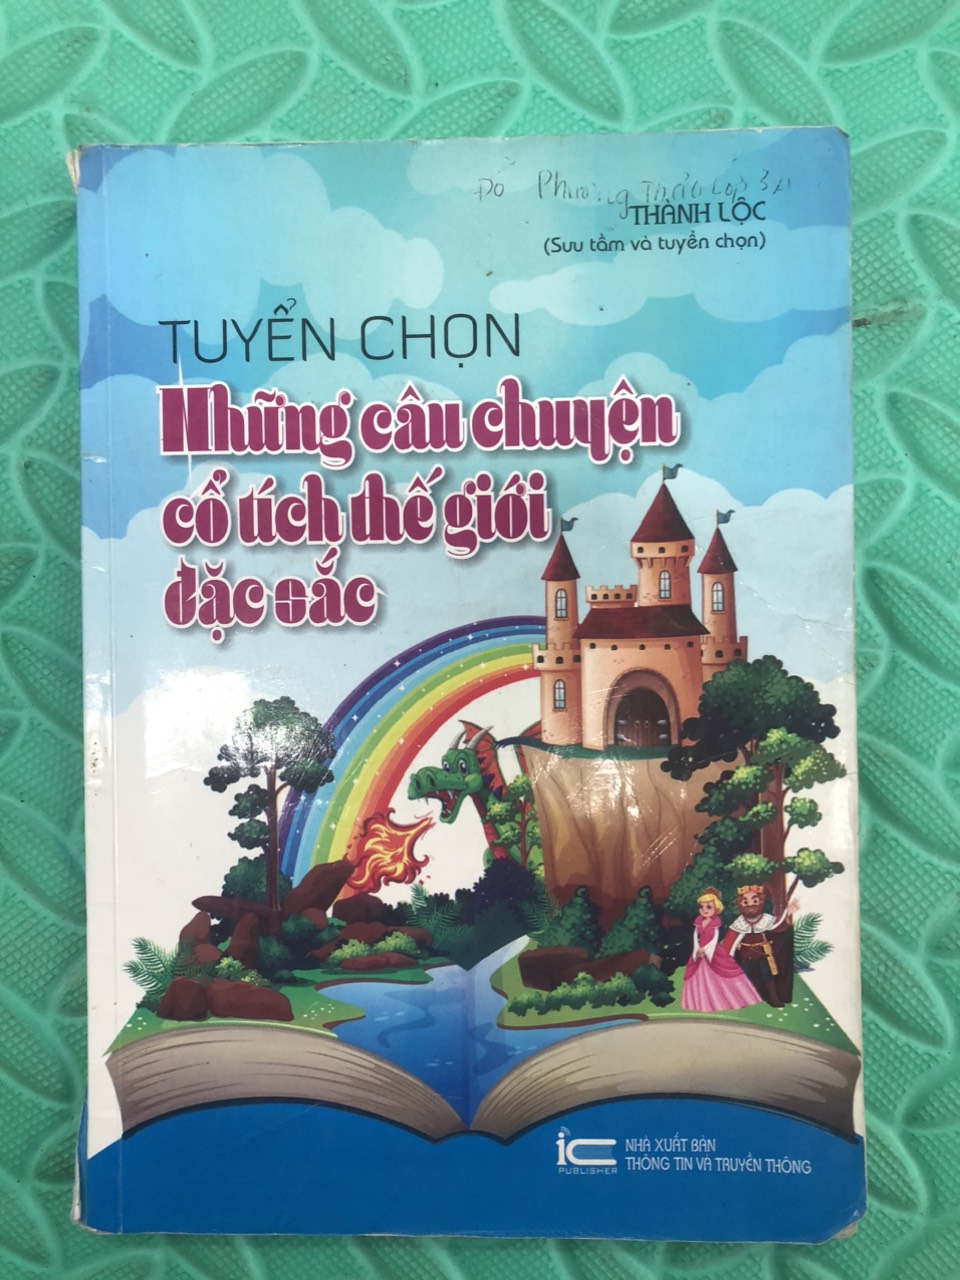 Đỗ Phương Thảo Lớp 3A
THÀNH LỘC
(Sưu tầm và tuyển chọn)
TUYỂN CHỌN
Những câu chuyện
cổ tích thế giới
đặc sắc
ic
PUBLISHER
NHÀ XUẤT BẢN
THÔNG TIN VÀ TRUYỀN THÔNG